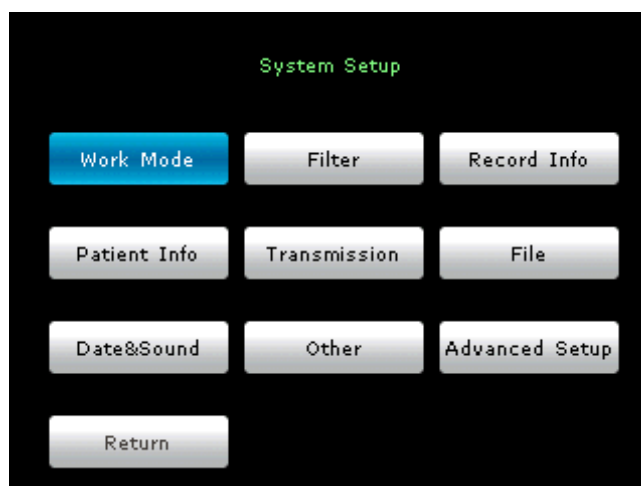 System Setup
Work Mode
Filter
Record Info
Patient Info
Transmission
File
Date&Sound
Other
Advanced Setup
Return